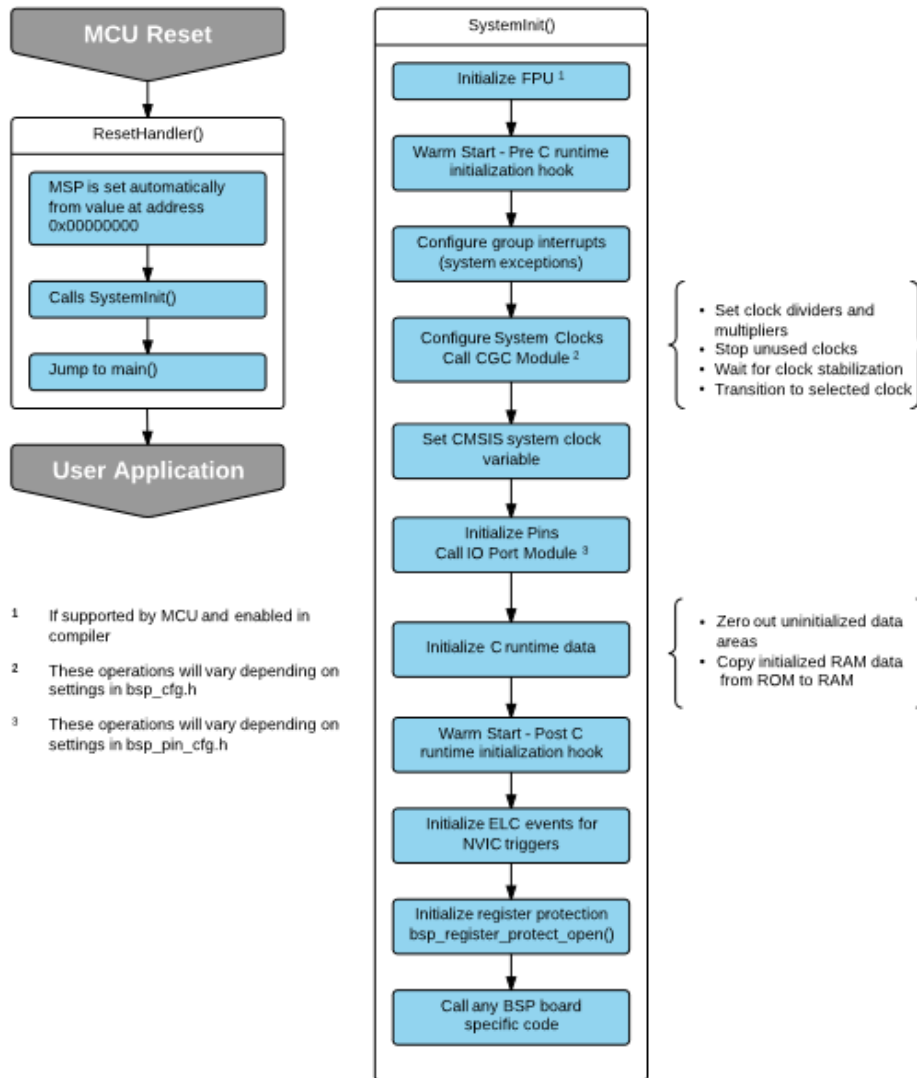 MCU Reset
ResetHandler()
MSP is set automatically
from value at address
0x00000000
Calls SystemInit()
Jump to main()
User Application
¹ If supported by MCU and enabled in
compiler
² These operations will vary depending on
settings in bsp_cfg.h
³ These operations will vary depending on
settings in bsp_pin_cfg.h
SystemInit()
Initialize FPU ¹
Warm Start - Pre C runtime
initialization hook
Configure group interrupts
(system exceptions)
Configure System Clocks
Call CGC Module ²
Set CMSIS system clock
variable
Initialize Pins
Call IO Port Module ³
Initialize C runtime data
Warm Start - Post C
runtime initialization hook
Initialize ELC events for
NVIC triggers
Initialize register protection
bsp_register_protect_open()
Call any BSP board
specific code
• Set clock dividers and
multipliers
• Stop unused clocks
• Wait for clock stabilization
• Transition to selected clock
• Zero out uninitialized data
areas
• Copy initialized RAM data
from ROM to RAM